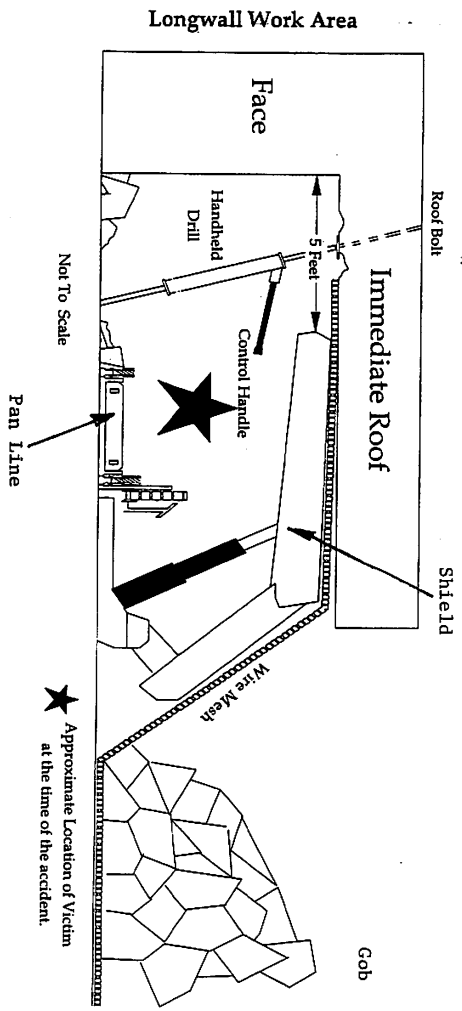 Longwall Work Area
Face
Roof Bolt
Immediate Roof
5 Feet
Handheld
Drill
Control Handle
Not To Scale
Pan Line
Shield
Wire Mesh
Gob
Approximate Location of Victim
at the time of the accident.